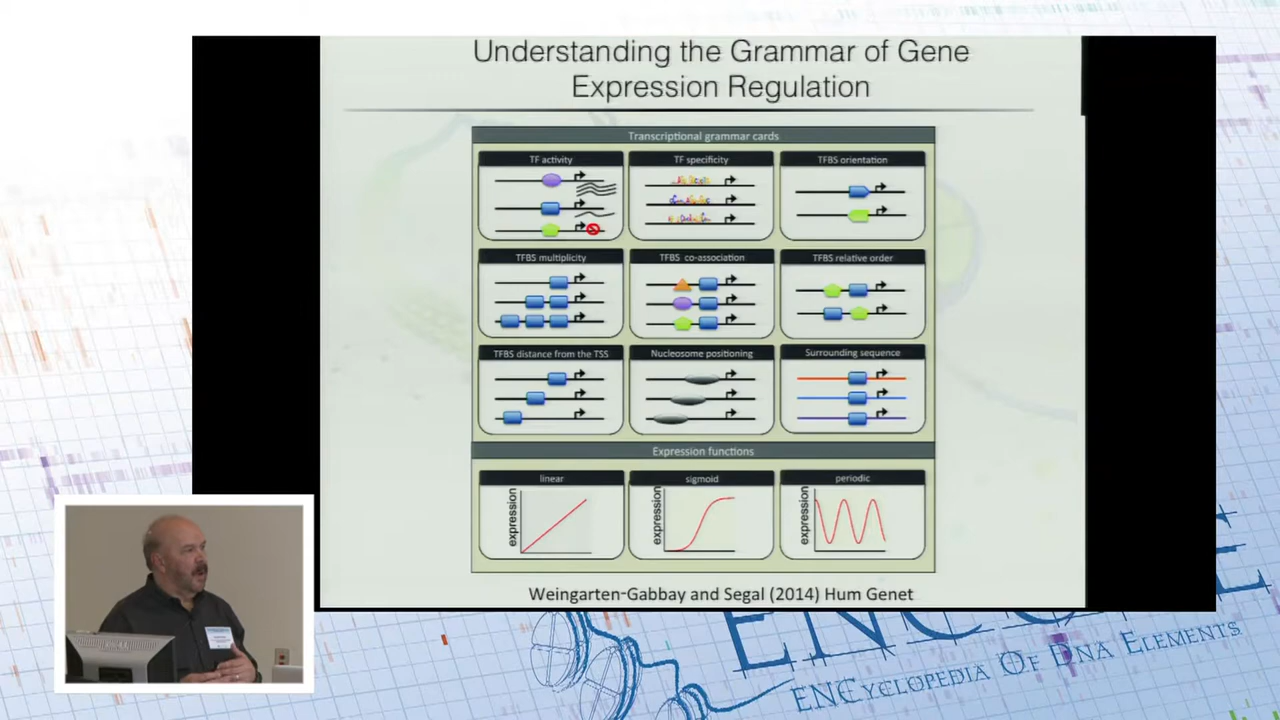 Understanding the Grammar of Gene
Expression Regulation
Transcriptional grammar cards
TF activity
TF specificity
TFBS orientation
TFBS multiplicity
TFBS co-association
TFBS relative order
TFBS distance from the TSS
Nucleosome positioning
Surrounding sequence
Expression functions
linear
sigmoid
periodic
expression
expression
expression
Weingarten-Gabbay and Segal (2014) Hum Genet
ENCODE
ENCYCLOPEDIA OF DNA ELEMENTS